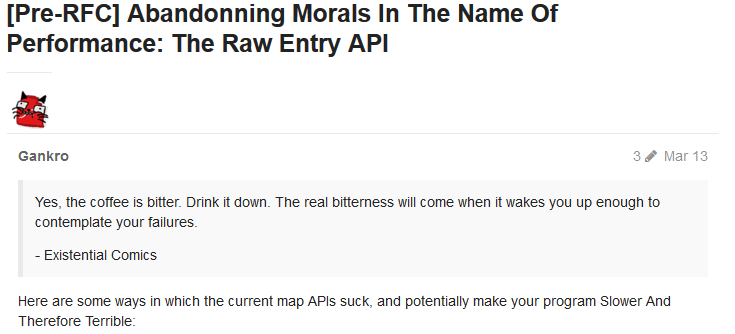 [Pre-RFC] Abandonning Morals In The Name Of
Performance: The Raw Entry API
Gankro
3 Mar 13
Yes, the coffee is bitter. Drink it down. The real bitterness will come when it wakes you up enough to
contemplate your failures.
- Existential Comics
Here are some ways in which the current map APIs suck, and potentially make your program Slower And
Therefore Terrible: